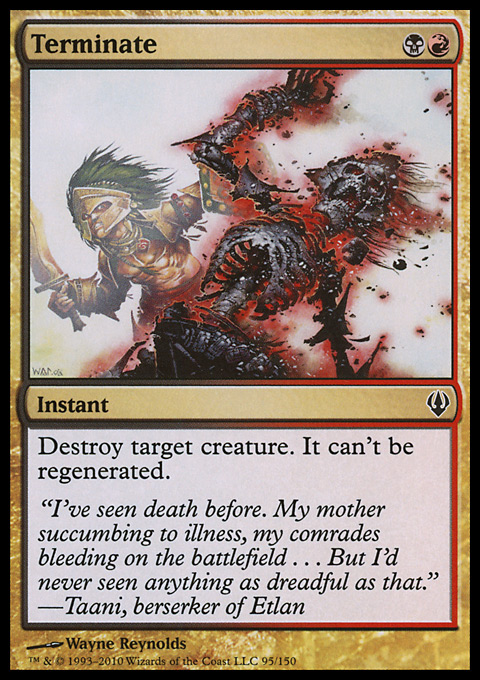 Terminate
WAR.08
Instant
Destroy target creature. It can't be
regenerated.
“I've seen death before. My mother
succumbing to illness, my comrades
bleeding on the battlefield . . . But I'd
never seen anything as dreadful as that.”
—Taani, berserker of Etlan
Wayne Reynolds
™ & © 1993–2010 Wizards of the Coast LLC 95/150